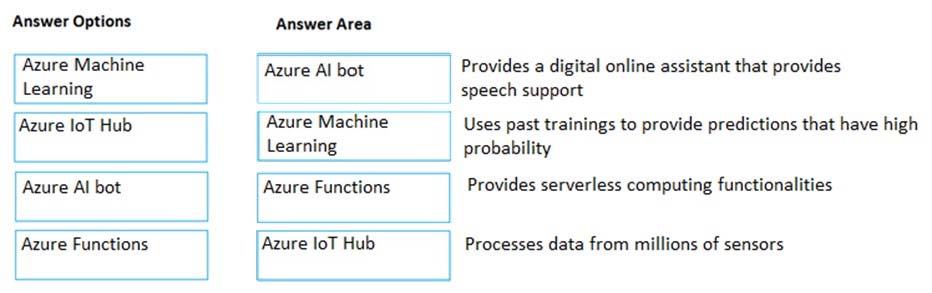 Answer Options
Answer Area
Azure Machine
Learning
Azure AI bot
Provides a digital online assistant that provides
speech support
Azure IoT Hub
Azure Machine
Learning
Uses past trainings to provide predictions that have high
probability
Azure AI bot
Azure Functions
Provides serverless computing functionalities
Azure Functions
Azure IoT Hub
Processes data from millions of sensors